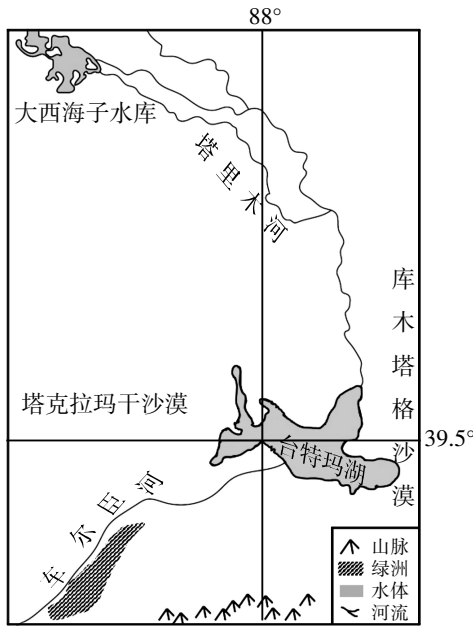 88°
大西海子水库
塔里木河
库木塔格沙漠
塔克拉玛干沙漠
39.5°
台特玛湖
车尔臣河
山脉
绿洲
水体
河流